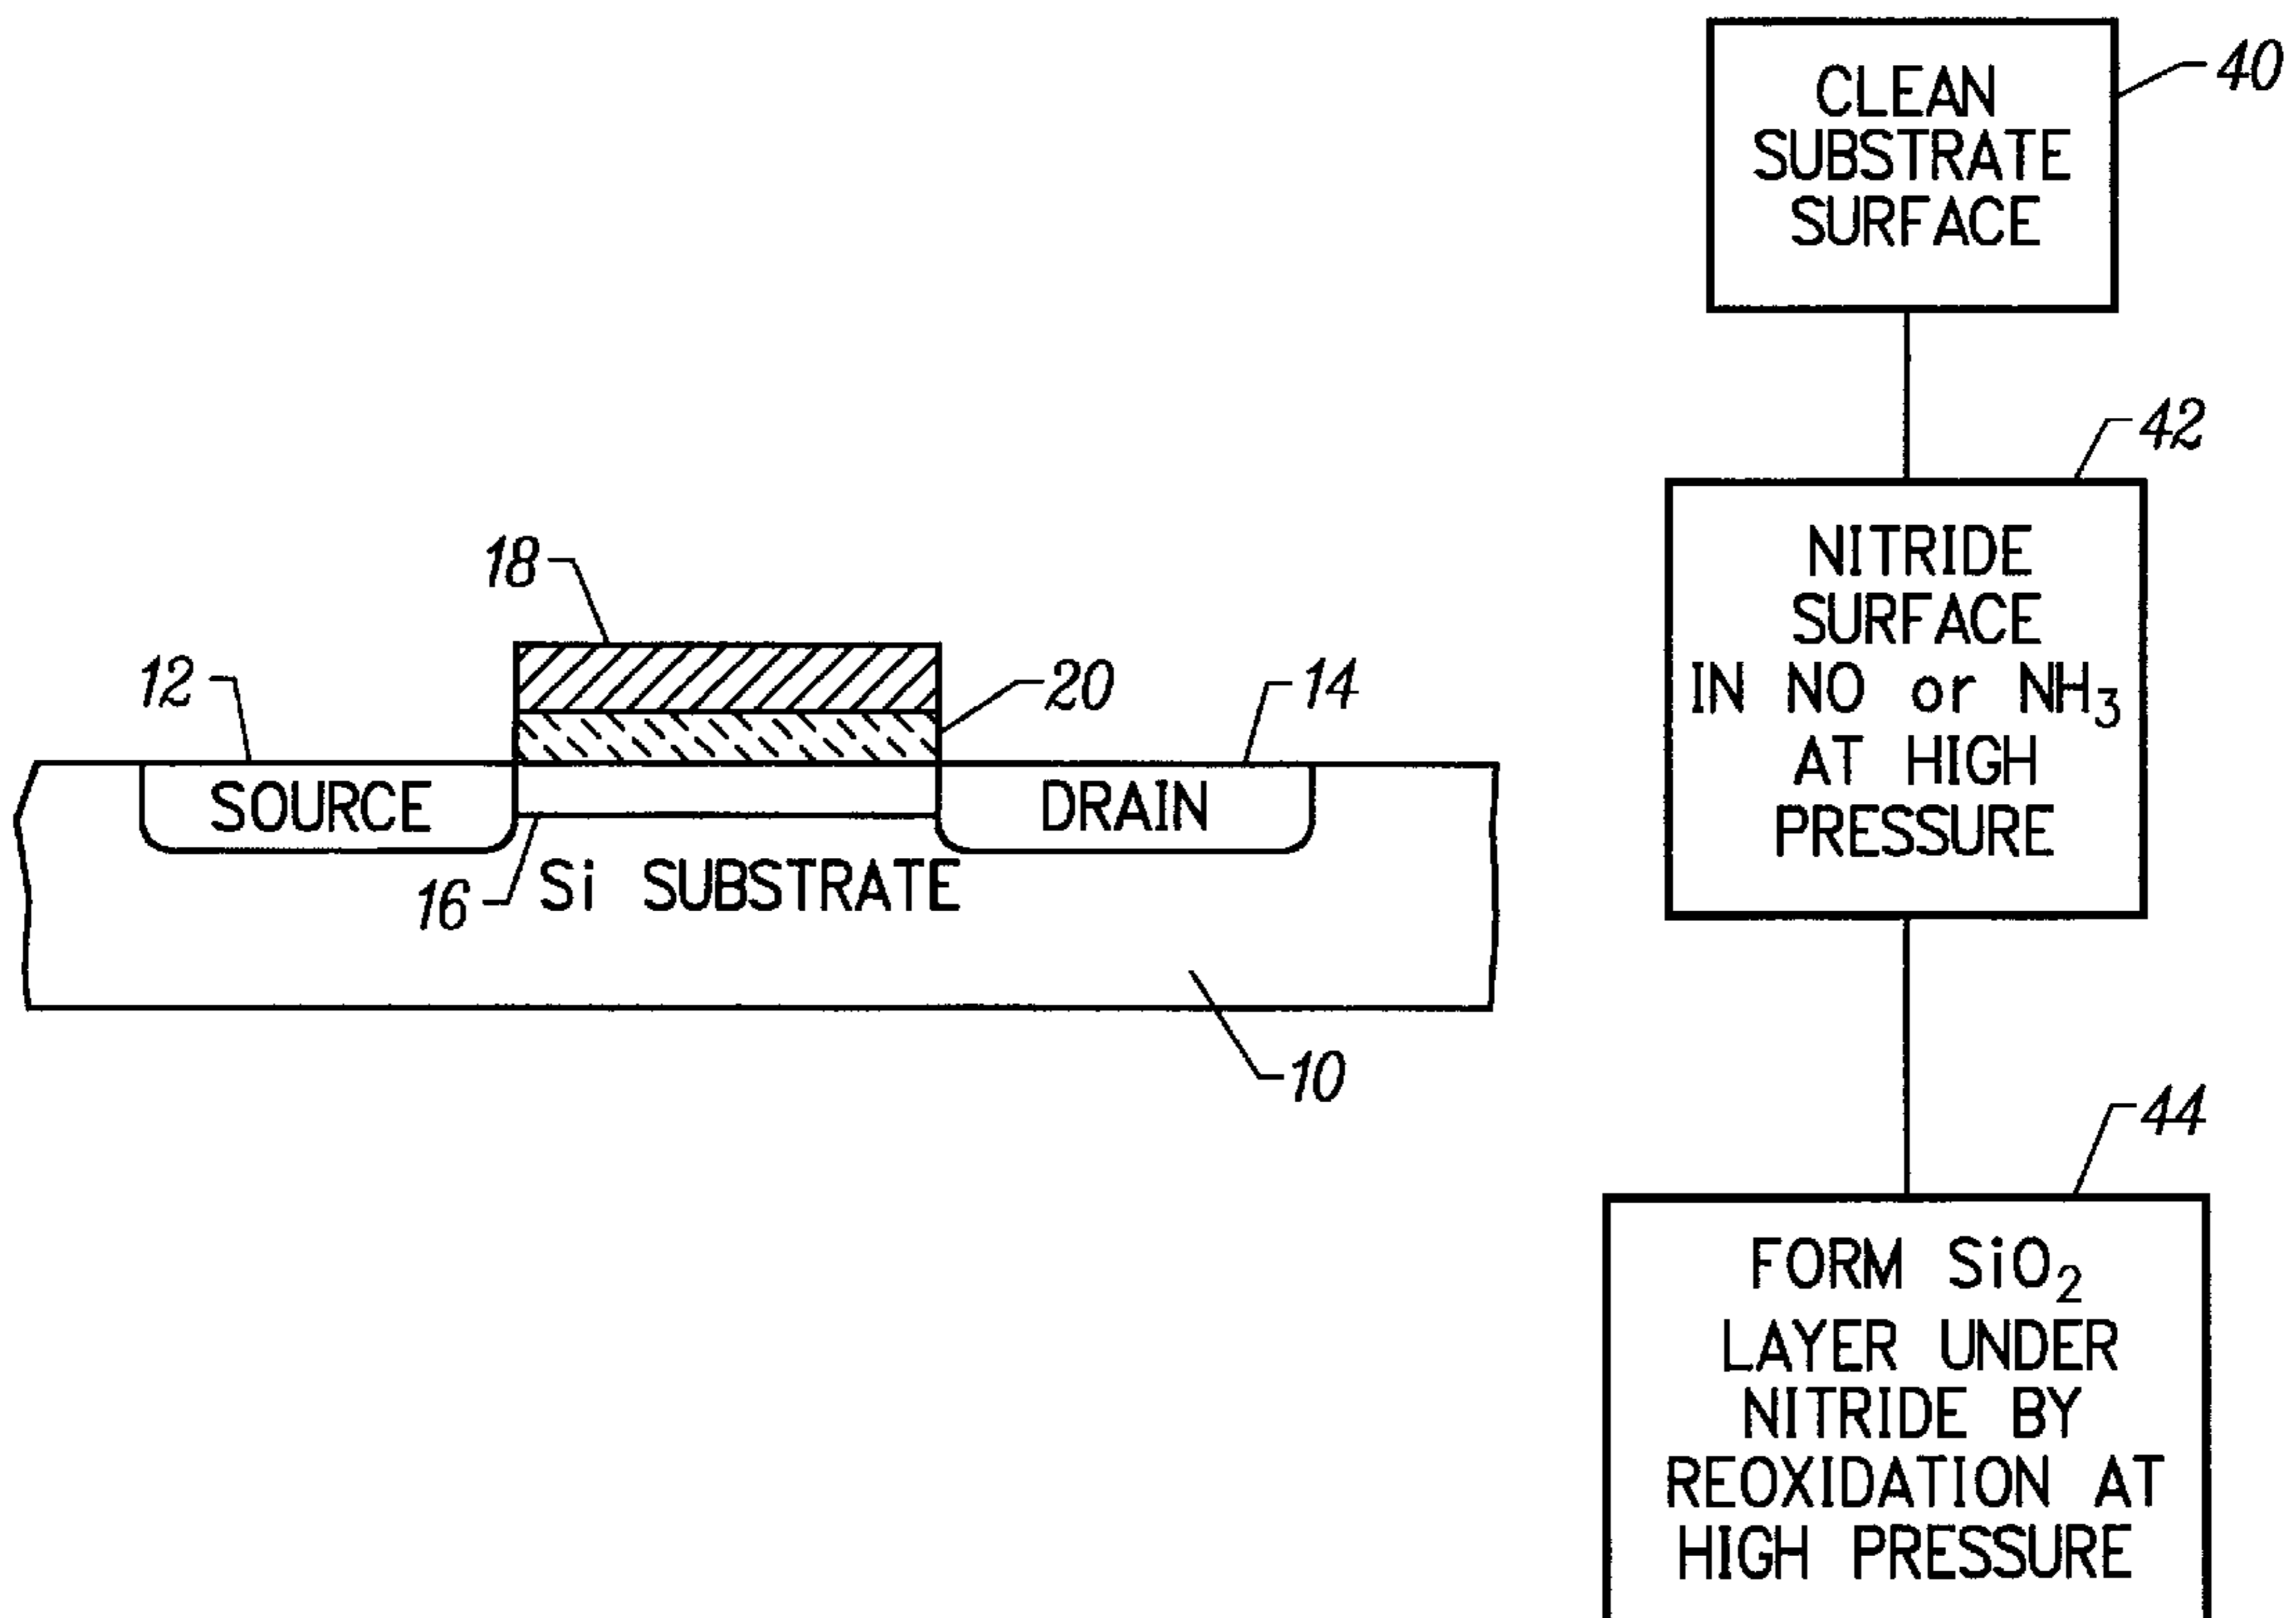 18
12
20
14
SOURCE
DRAIN
16
Si SUBSTRATE
10
CLEAN
SUBSTRATE
SURFACE
40
42
NITRIDE
SURFACE
IN NO or NH₃
AT HIGH
PRESSURE
44
FORM SiO₂
LAYER UNDER
NITRIDE BY
REOXIDATION AT
HIGH PRESSURE